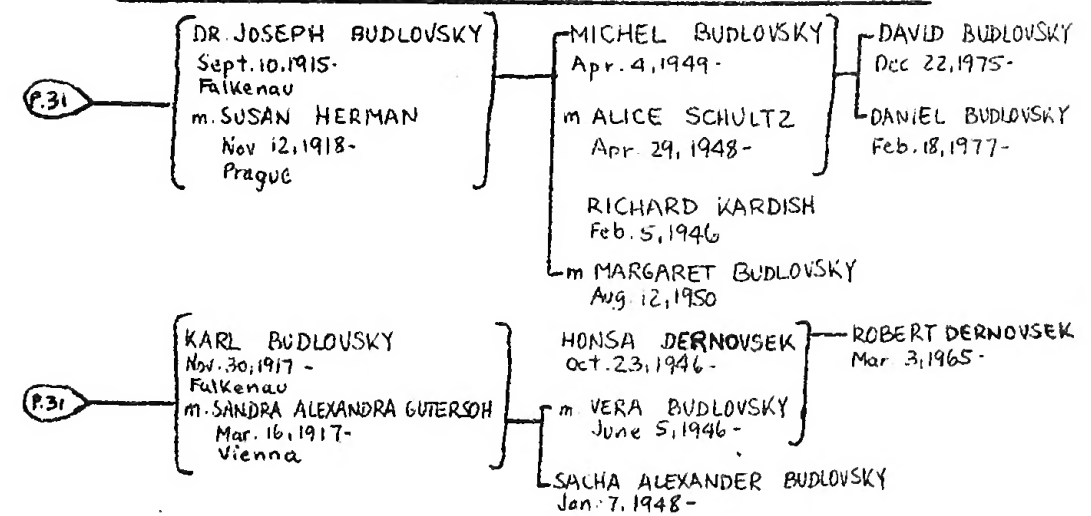 P.31
DR. JOSEPH BUDLOVSKY
Sept. 10, 1915-
Falkenau
m. SUSAN HERMAN
Nov 12, 1918-
Prague
MICHEL BUDLOVSKY
Apr. 4, 1949-
m ALICE SCHULTZ
Apr. 29, 1948-
RICHARD KARDISH
Feb. 5, 1946
m MARGARET BUDLOVSKY
Aug. 12, 1950
DAVID BUDLOVSKY
Dec 22, 1975-
DANIEL BUDLOVSKY
Feb. 18, 1977-
P.31
KARL BUDLOVSKY
Nov. 30, 1917 -
Falkenau
m. SANDRA ALEXANDRA GUTERSOH
Mar. 16, 1917-
Vienna
HONSA DERNOVSEK
Oct. 23, 1946-
m. VERA BUDLOVSKY
June 5, 1946-
SACHA ALEXANDER BUDLOVSKY
Jan. 7, 1948-
ROBERT DERNOVSEK
Mar. 3, 1965-